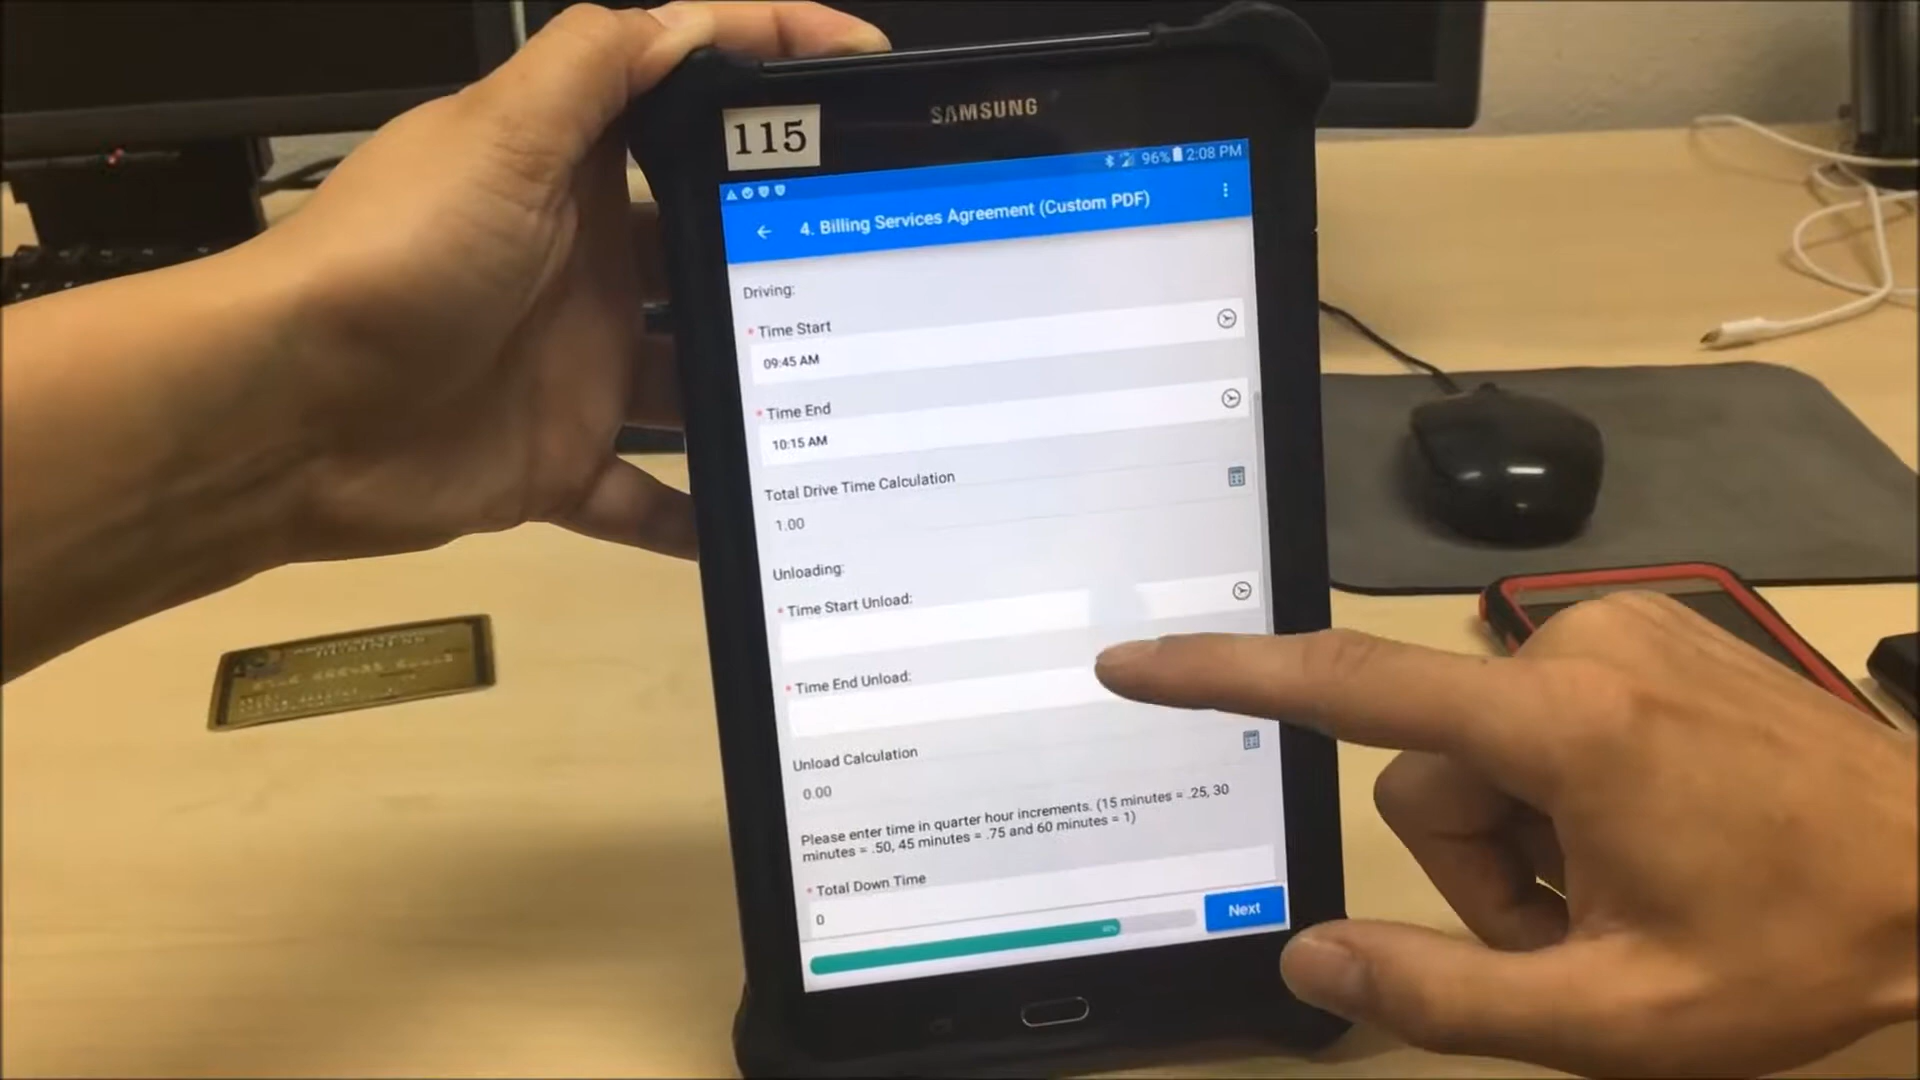 SAMSUNG
115
96% 2:08 PM
4. Billing Services Agreement (Custom PDF)
Driving:
* Time Start
09:45 AM
* Time End
10:15 AM
Total Drive Time Calculation
1.00
Unloading:
* Time Start Unload:
* Time End Unload:
Unload Calculation
0.00
Please enter time in quarter hour increments. (15 minutes = .25, 30
minutes = .50, 45 minutes = .75 and 60 minutes = 1)
* Total Down Time
0
Next